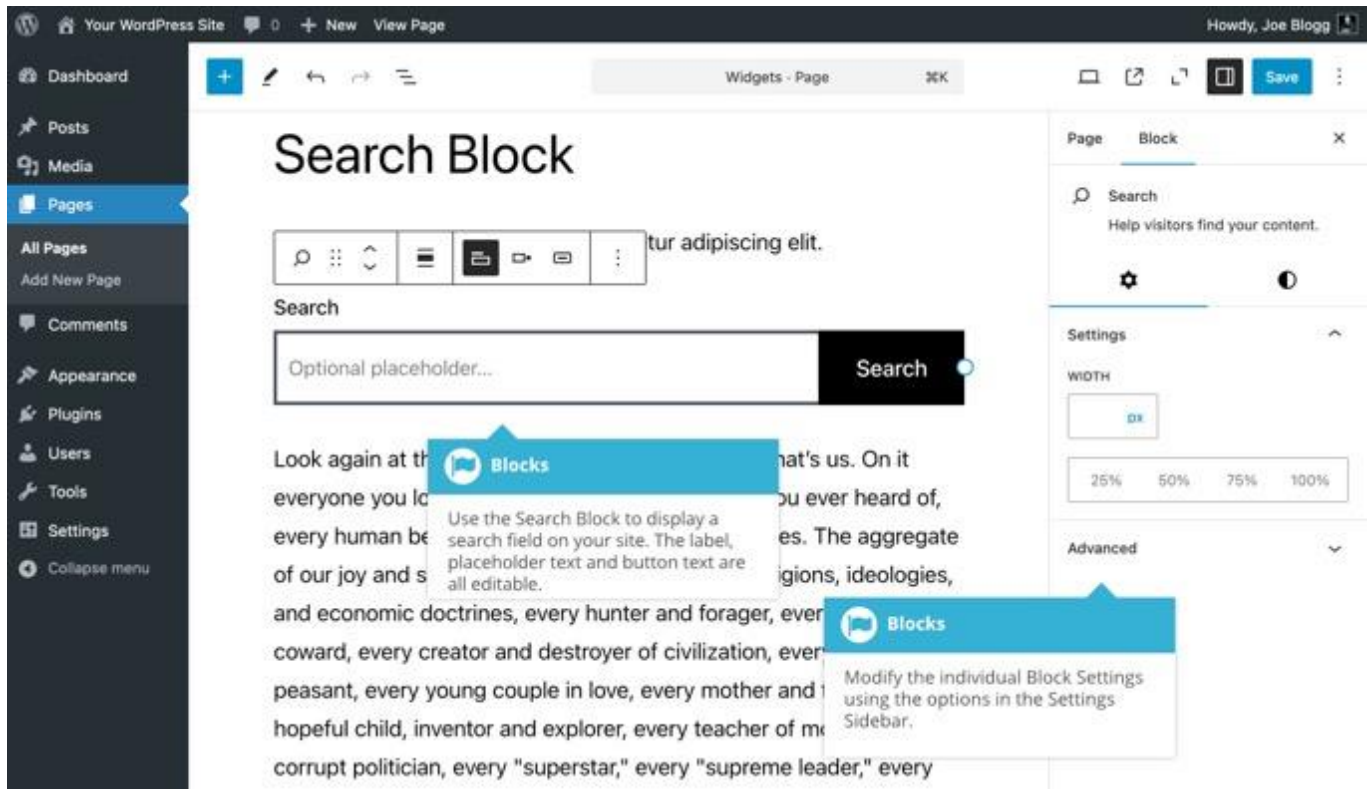 Your WordPress Site 0 + New View Page Howdy, Joe Blogg
Dashboard
Posts
Media
Pages
All Pages
Add New Page
Comments
Appearance
Plugins
Users
Tools
Settings
Collapse menu
Widgets · Page ⌘K
Save
Search Block
tur adipiscing elit.
Search
Optional placeholder...
Search
Look again at th
hat's us. On it
everyone you lo
ou ever heard of,
every human be
es. The aggregate
of our joy and s
igions, ideologies,
and economic doctrines, every hunter and forager, ever
coward, every creator and destroyer of civilization, every
peasant, every young couple in love, every mother and f
hopeful child, inventor and explorer, every teacher of mo
corrupt politician, every "superstar," every "supreme leader," every
Blocks
Use the Search Block to display a
search field on your site. The label,
placeholder text and button text are
all editable.
Page Block
Search
Help visitors find your content.
Settings
WIDTH
px
25% 50% 75% 100%
Advanced
Blocks
Modify the individual Block Settings
using the options in the Settings
Sidebar.